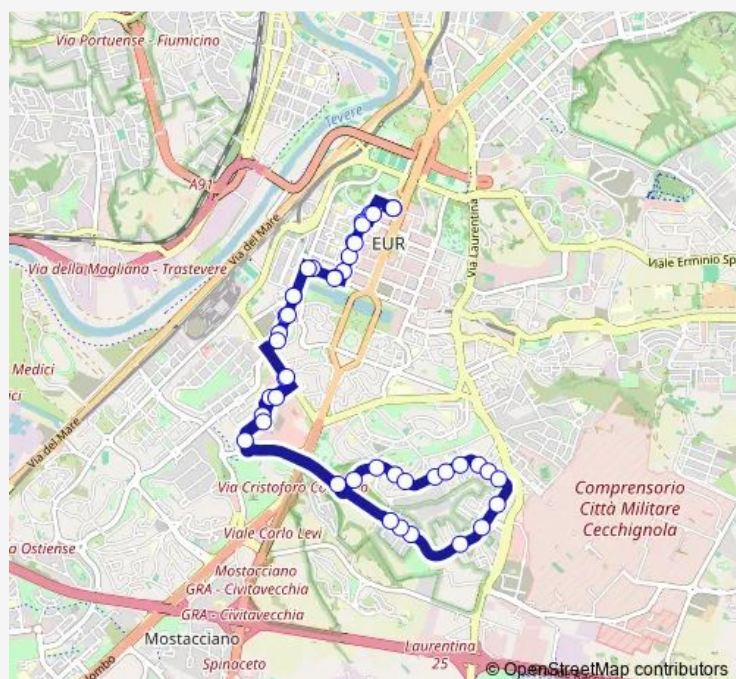 Via Portuense - Fiumicino
Tevere
A91
Via del Mare
EUR
Via Laurentina
Via della Magliana - Trastevere
Viale Erminio Sp
Medici
ici
Via del Mare
Via Cristoforo Co
o
Comprensorio
Città Militare
Cecchignola
Viale Carlo Levi
a Ostiense
Mostacciano
GRA - Civitavecchia
GRA - Civitavecchia
Mostacciano
Laurentina
25
Spinaceto
lombo
© OpenStreetMap contributors